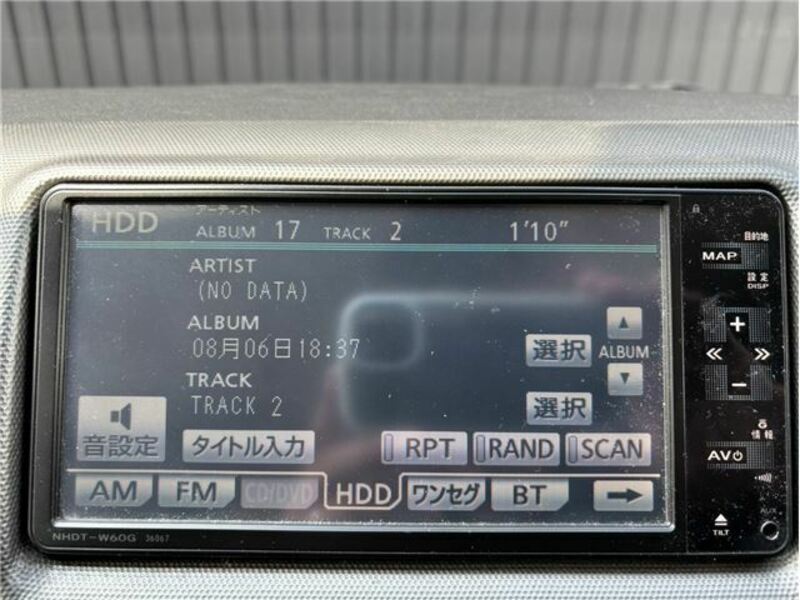 アーティスト
HDD ALBUM 17 TRACK 2 1'10"
ARTIST
(NO DATA)
ALBUM
08月06日18:37
選択 ALBUM
TRACK
TRACK 2
選択
音設定
タイトル入力 RPT RAND SCAN
AM FM CD/DVD HDD ワンセグ BT
NHDT-W60G 36067
目的地
MAP
設定
DISP
情報
AV
TILT
AUX